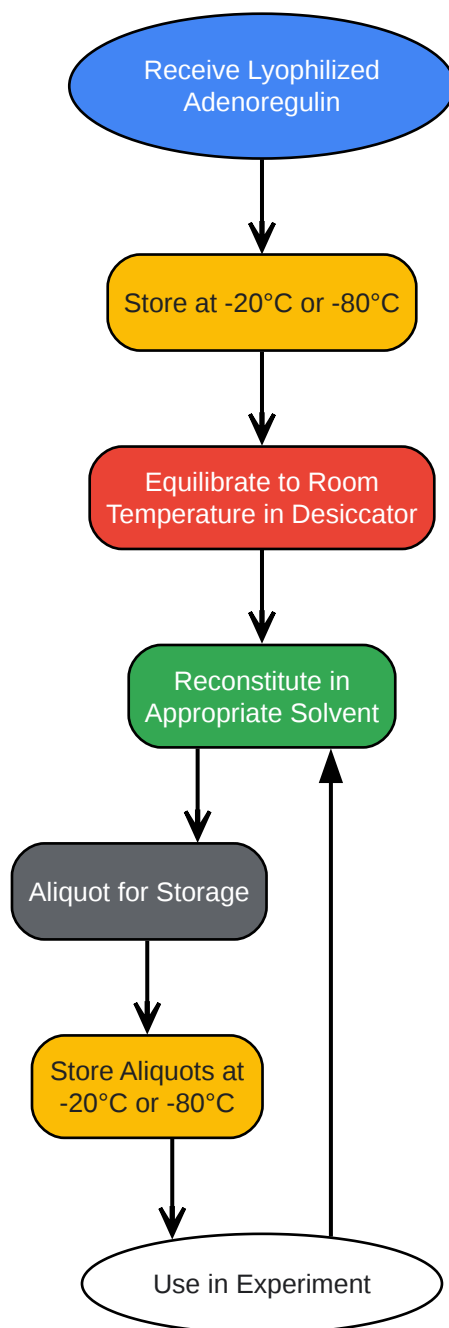 Receive Lyophilized
Adenoregulin
Store at -20°C or -80°C
Equilibrate to Room
Temperature in Desiccator
Reconstitute in
Appropriate Solvent
Aliquot for Storage
Store Aliquots at
-20°C or -80°C
Use in Experiment